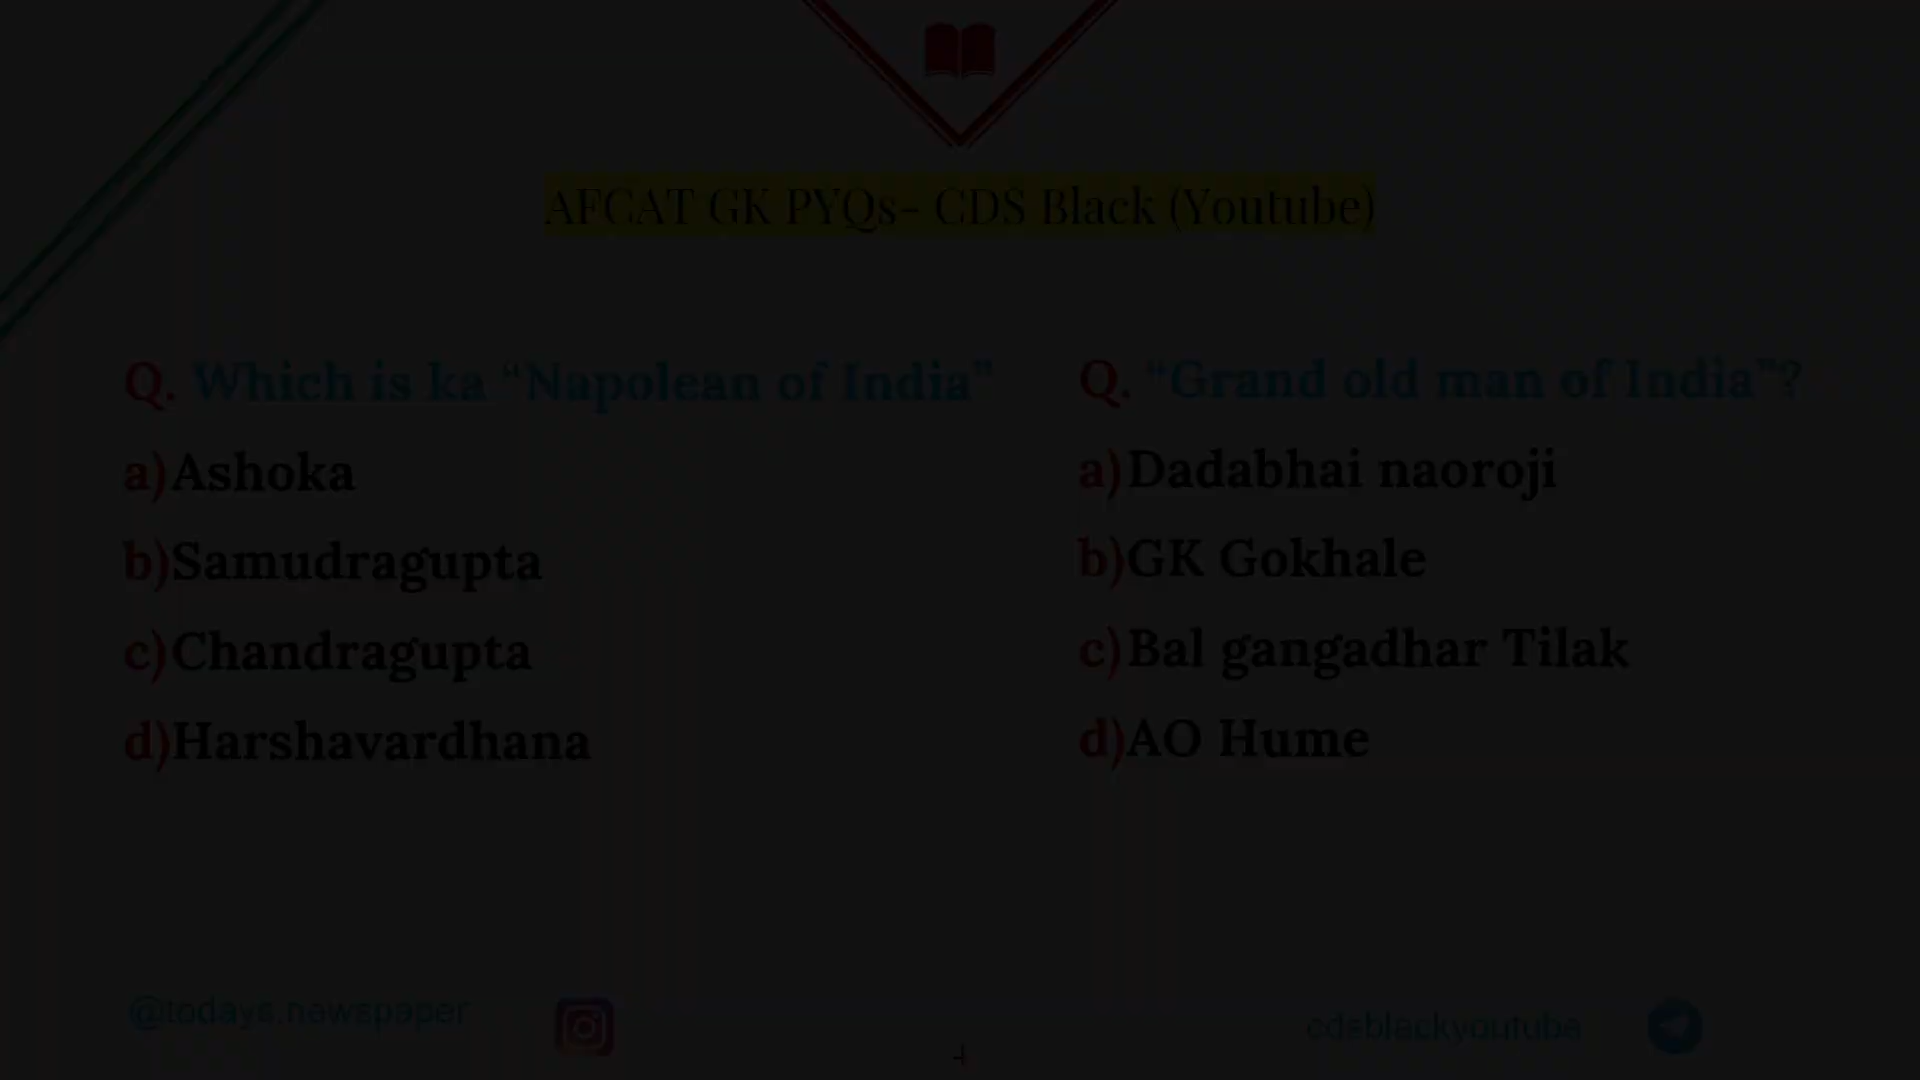 AFCAT GK PYQs- CDS Black (Youtube)
Q. Which is ka “Napolean of India”
a)Ashoka
b)Samudragupta
c)Chandragupta
d)Harshavardhana
Q. “Grand old man of India”?
a)Dadabhai naoroji
b)GK Gokhale
c)Bal gangadhar Tilak
d)AO Hume
@todays.newspaper
cdsblackyoutube
4